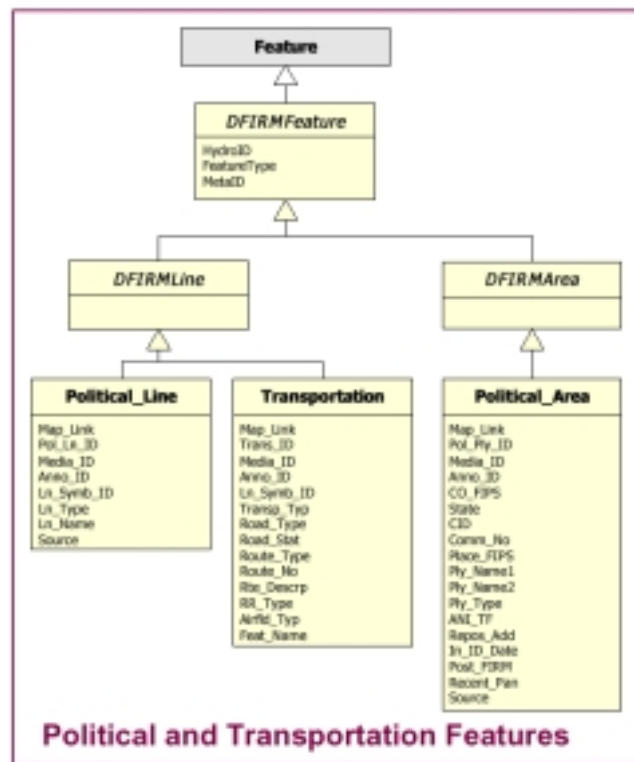 Feature
DFIRMFeature
HydroID
FeatureType
MetaID
DFIRMLine
DFIRMArea
Political_Line
Map_Link
Pol_Ln_ID
Media_ID
Anno_ID
Ln_Symb_ID
Ln_Type
Ln_Name
Source
Transportation
Map_Link
Trans_ID
Media_ID
Anno_ID
Ln_Symb_ID
Transp_Typ
Road_Type
Road_Stat
Route_Type
Route_No
Rte_Descrp
RR_Type
Airfld_Typ
Feat_Name
Political_Area
Map_Link
Pol_Ply_ID
Media_ID
Anno_ID
CO_FIPS
State
CID
Comm_No
Place_FIPS
Ply_Name1
Ply_Name2
Ply_Type
ANI_TF
Repos_Add
In_ID_Date
Post_FIRM
Recent_Pan
Source
Political and Transportation Features